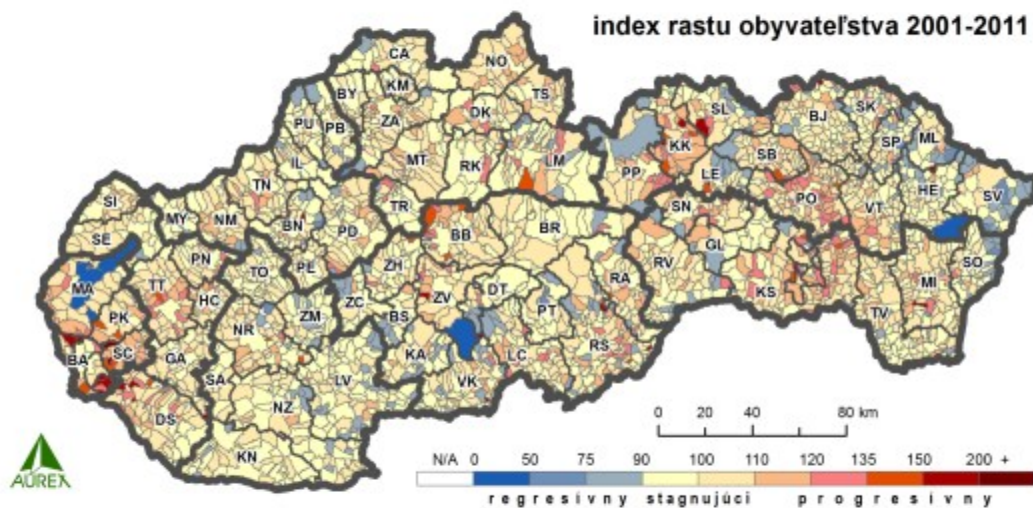 index rastu obyvateľstva 2001-2011
CA
NO
KM
BY
TS
DK
ZA
PU
PB
SL
BJ
SK
KK
ML
SP
IL
MT
RK
LM
SB
LE
PP
HE
SV
TN
PO
VT
SI
MY
NM
BN
TR
SN
PD
BB
BR
GL
SE
RV
SO
PN
TO
PE
ZH
RA
MA
TT
MI
HC
ZC
ZV
DT
KS
PK
NR
ZM
BS
PT
TV
BA
SC
GA
KA
LC
RS
SA
LV
VK
NZ
DS
KN
0 20 40 80 km
AUREX
N/A 0 50 75 90 100 110 120 135 150 200 +
regresívny stagnujúci progresívny